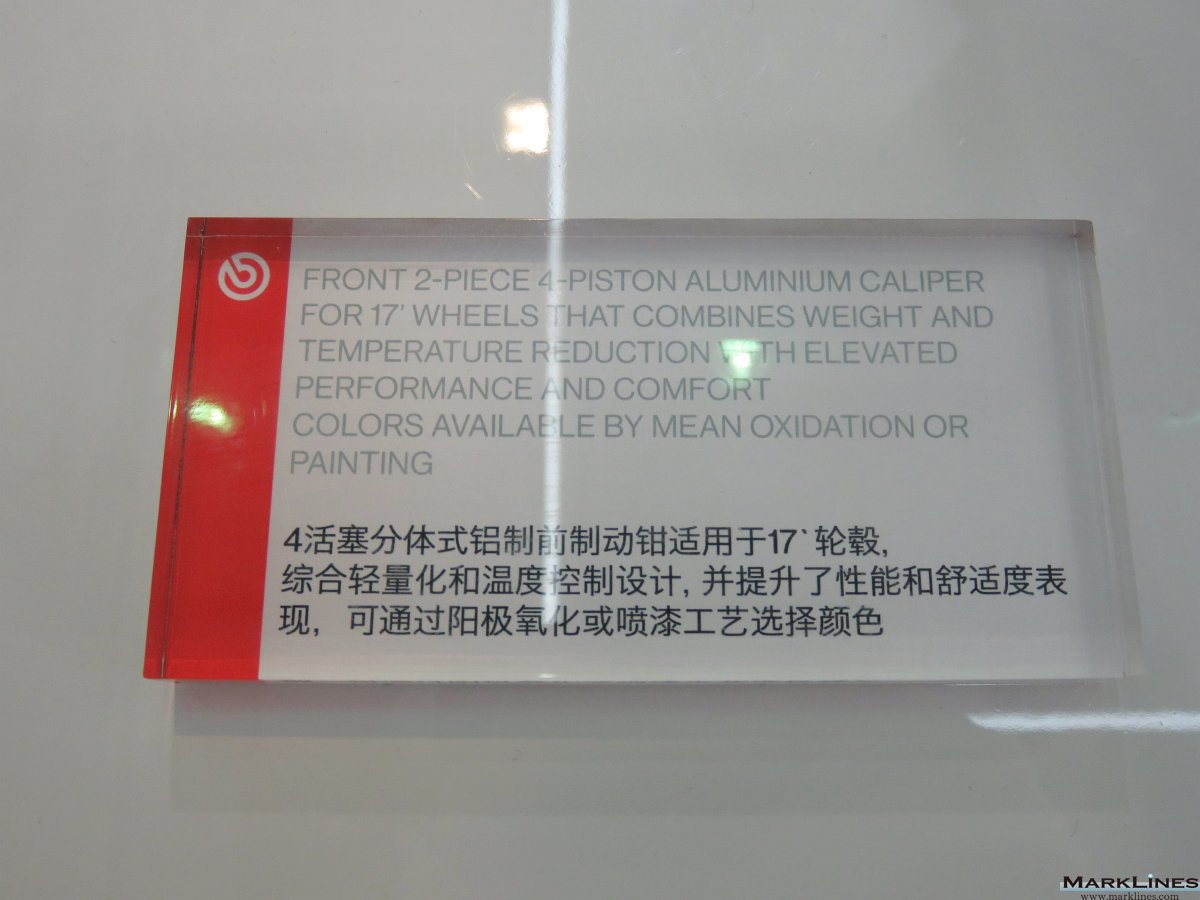 FRONT 2-PIECE 4-PISTON ALUMINIUM CALIPER
FOR 17' WHEELS THAT COMBINES WEIGHT AND
TEMPERATURE REDUCTION WITH ELEVATED
PERFORMANCE AND COMFORT
COLORS AVAILABLE BY MEAN OXIDATION OR
PAINTING
4活塞分体式铝制前制动钳适用于17`轮毂,
综合轻量化和温度控制设计, 并提升了性能和舒适度表
现, 可通过阳极氧化或喷漆工艺选择颜色
MARKLINES
www.marklines.com